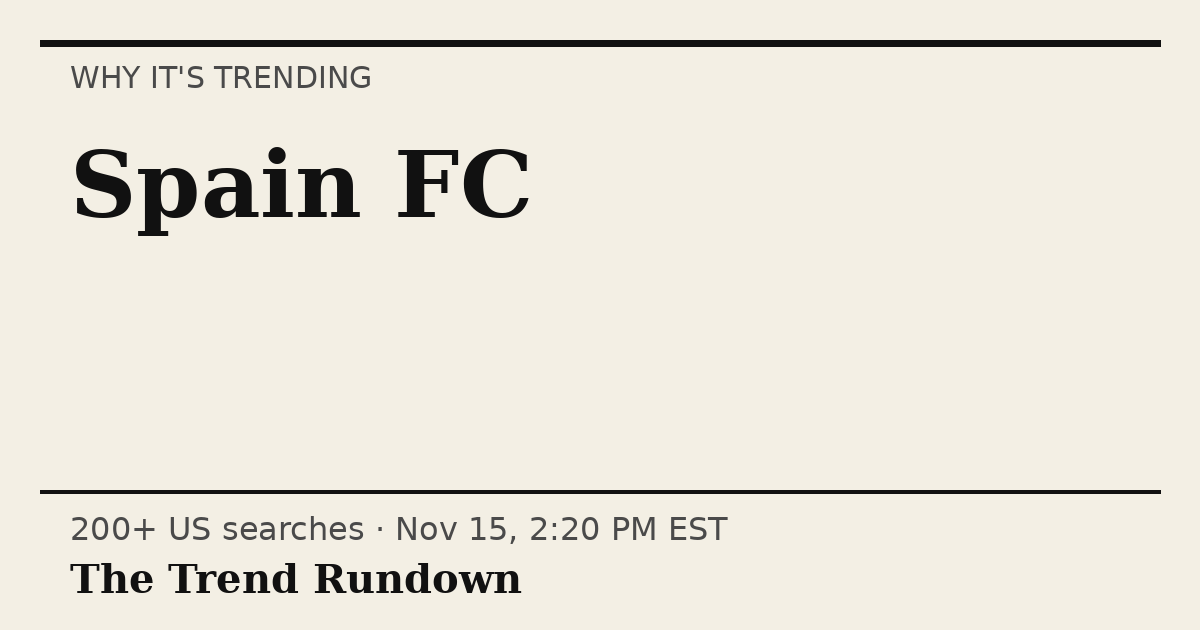 WHY IT'S TRENDING
Spain FC
200+ US searches · Nov 15, 2:20 PM EST
The Trend Rundown